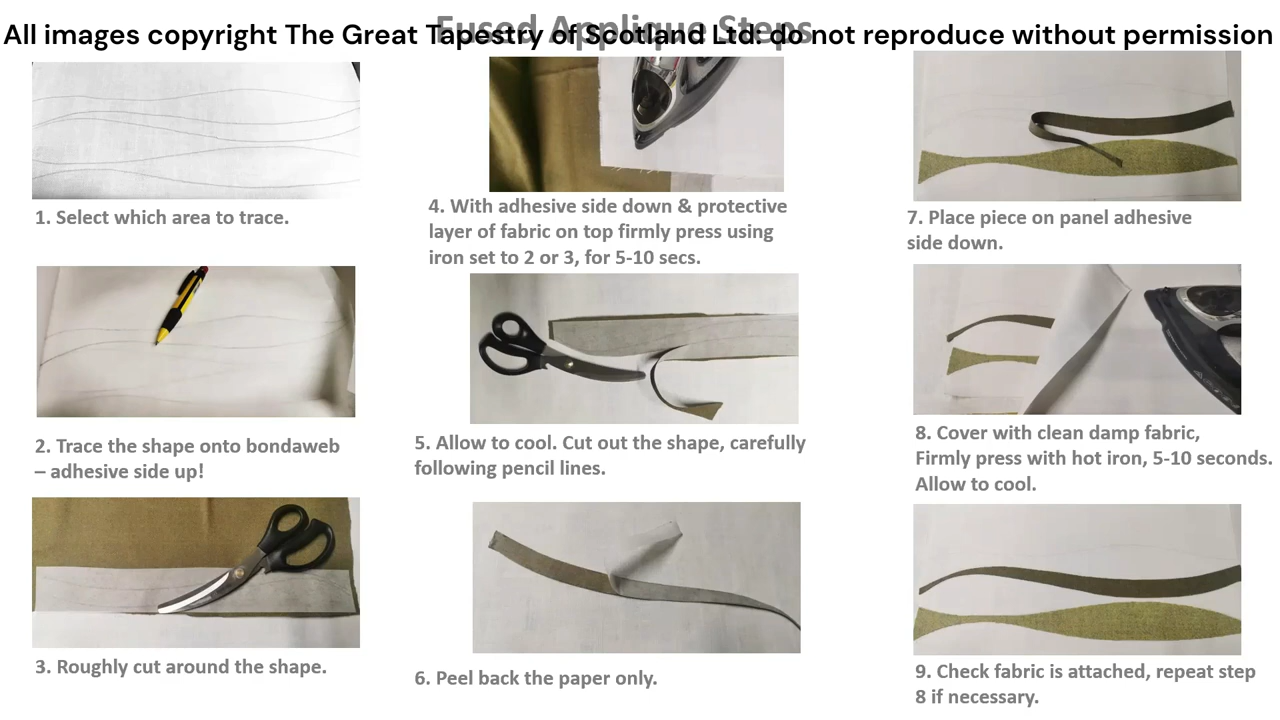 Fused Applique Steps
All images copyright The Great Tapestry of Scotland Ltd: do not reproduce without permission
1. Select which area to trace.
2. Trace the shape onto bondaweb
– adhesive side up!
3. Roughly cut around the shape.
4. With adhesive side down & protective
layer of fabric on top firmly press using
iron set to 2 or 3, for 5-10 secs.
5. Allow to cool. Cut out the shape, carefully
following pencil lines.
6. Peel back the paper only.
7. Place piece on panel adhesive
side down.
8. Cover with clean damp fabric,
Firmly press with hot iron, 5-10 seconds.
Allow to cool.
9. Check fabric is attached, repeat step
8 if necessary.